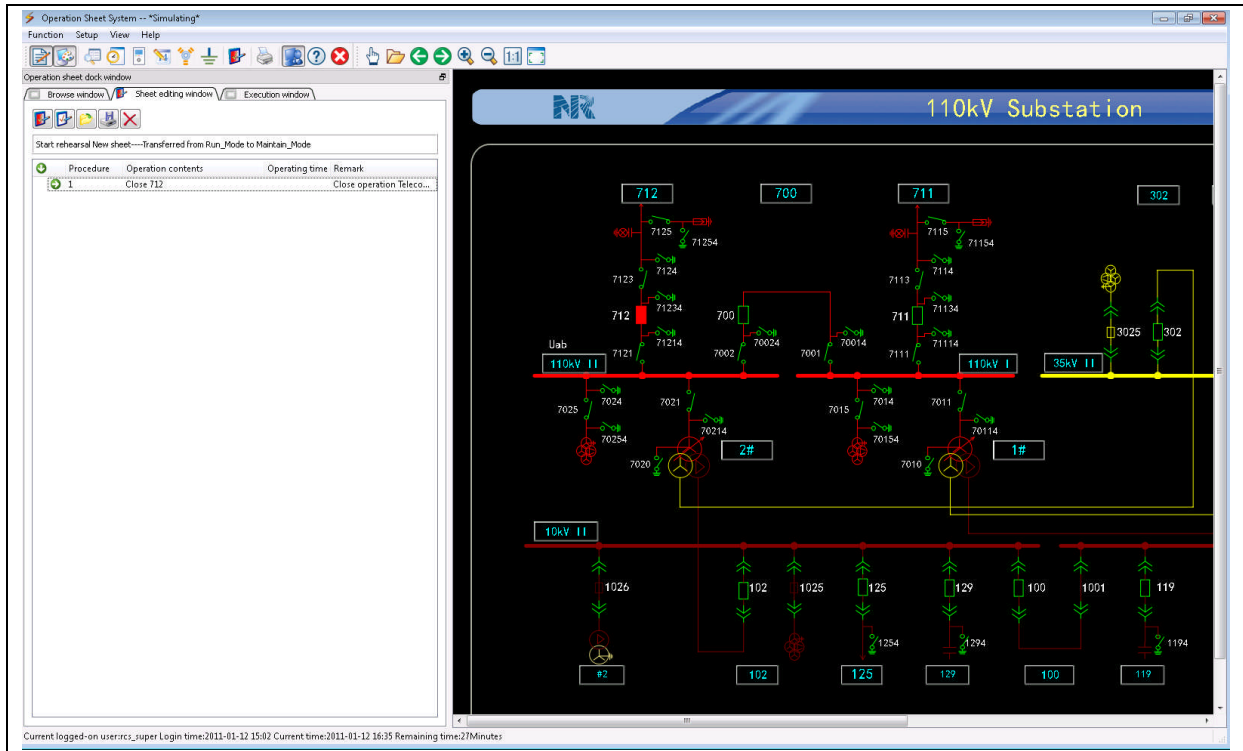 Operation Sheet System -- *Simulating*
Function Setup View Help
1:1
Operation sheet dock window
Browse window Sheet editing window Execution window
Start rehearsal New sheet----Transferred from Run_Mode to Maintain_Mode
Procedure Operation contents Operating time Remark
1 Close 712 Close operation Teleco...
NR 110kV Substation
712 700 711 302
7125 7115
71254 71154
7124 7114
7123 7113
71234 71134
712 700 711 3025 302
71214 70024 70014 71114
Uab
7121 7002 7001 7111
110kV II 110kV I 35kV II
7024 7021 7014 7011
7025 7015
70254 70214 70154 70114
2# 1#
7020 7010
10kV II
1026 102 1025 125 129 100 1001 119
1254 1294 1194
#2 102 125 129 100 119
Current logged-on user:rcs_super Login time:2011-01-12 15:02 Current time:2011-01-12 16:35 Remaining time:27Minutes